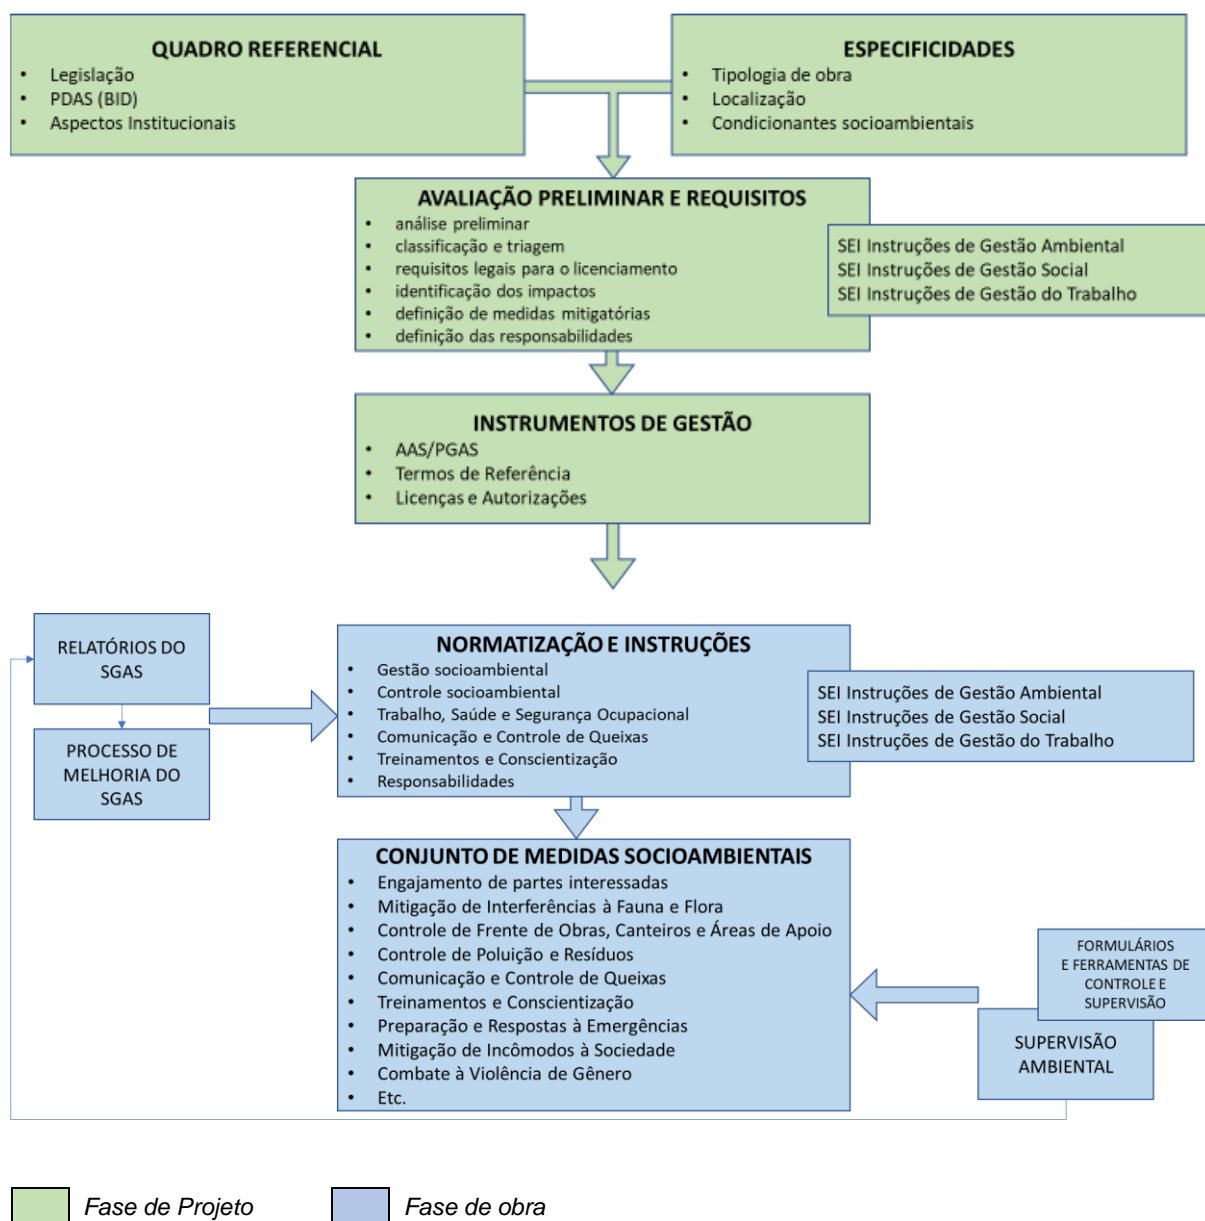 QUADRO REFERENCIAL
• Legislação
• PDAS (BID)
• Aspectos Institucionais
ESPECIFICIDADES
• Tipologia de obra
• Localização
• Condicionantes socioambientais
AVALIAÇÃO PRELIMINAR E REQUISITOS
• análise preliminar
• classificação e triagem
• requisitos legais para o licenciamento
• identificação dos impactos
• definição de medidas mitigatórias
• definição das responsabilidades
SEI Instruções de Gestão Ambiental
SEI Instruções de Gestão Social
SEI Instruções de Gestão do Trabalho
INSTRUMENTOS DE GESTÃO
• AAS/PGAS
• Termos de Referência
• Licenças e Autorizações
RELATÓRIOS DO
SGAS
PROCESSO DE
MELHORIA DO
SGAS
NORMATIZAÇÃO E INSTRUÇÕES
• Gestão socioambiental
• Controle socioambiental
• Trabalho, Saúde e Segurança Ocupacional
• Comunicação e Controle de Queixas
• Treinamentos e Conscientização
• Responsabilidades
SEI Instruções de Gestão Ambiental
SEI Instruções de Gestão Social
SEI Instruções de Gestão do Trabalho
CONJUNTO DE MEDIDAS SOCIOAMBIENTAIS
• Engajamento de partes interessadas
• Mitigação de Interferências à Fauna e Flora
• Controle de Frente de Obras, Canteiros e Áreas de Apoio
• Controle de Poluição e Resíduos
• Comunicação e Controle de Queixas
• Treinamentos e Conscientização
• Preparação e Respostas à Emergências
• Mitigação de Incômodos à Sociedade
• Combate à Violência de Gênero
• Etc.
FORMULÁRIOS
E FERRAMENTAS DE
CONTROLE E
SUPERVISÃO
SUPERVISÃO
AMBIENTAL
Fase de Projeto
Fase de obra